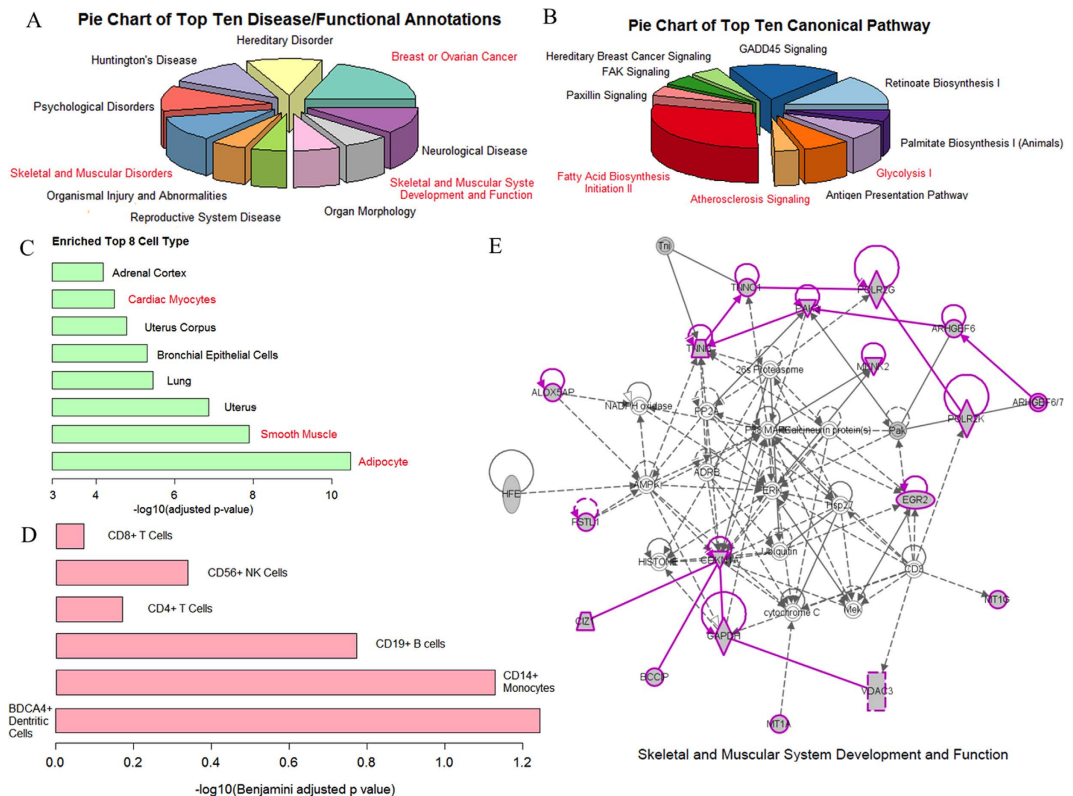 A
Pie Chart of Top Ten Disease/Functional Annotations
Hereditary Disorder
Breast or Ovarian Cancer
Huntington's Disease
Psychological Disorders
Neurological Disease
Skeletal and Muscular Disorders
Skeletal and Muscular Syste
Development and Function
Organismal Injury and Abnormalities
Organ Morphology
Reproductive System Disease
B
Pie Chart of Top Ten Canonical Pathway
GADD45 Signaling
Hereditary Breast Cancer Signaling
FAK Signaling
Retinoate Biosynthesis I
Paxillin Signaling
Palmitate Biosynthesis I (Animals)
Fatty Acid Biosynthesis
Initiation II
Glycolysis I
Atherosclerosis Signaling
Antigen Presentation Pathway
C
Enriched Top 8 Cell Type
Adrenal Cortex
Cardiac Myocytes
Uterus Corpus
Bronchial Epithelial Cells
Lung
Uterus
Smooth Muscle
Adipocyte
3 4 6 8 10
-log10(adjusted p-value)
D
CD8+ T Cells
CD56+ NK Cells
CD4+ T Cells
CD19+ B cells
CD14+
Monocytes
BDCA4+
Dentritic
Cells
0.0 0.2 0.4 0.6 0.8 1.0 1.2
-log10(Benjamini adjusted p value)
E
Tnj
TNNC1
POLR2G
ARHGEF6
26s Proteasome
ALOX5AP
NADPH oxidase
PP2A
ARHGEF6/7
POLR2K
Calcineurin protein(s)
Pak
ADRB
AMPK
ERK
HFE
EGR2
Hsp27
FSTL1
Ubiquitin
HISTONE
CD3
CIZ1
cytochrome C
Mek
MT1G
GAPDH
BCCIP
VDAC3
MT1A
Skeletal and Muscular System Development and Function